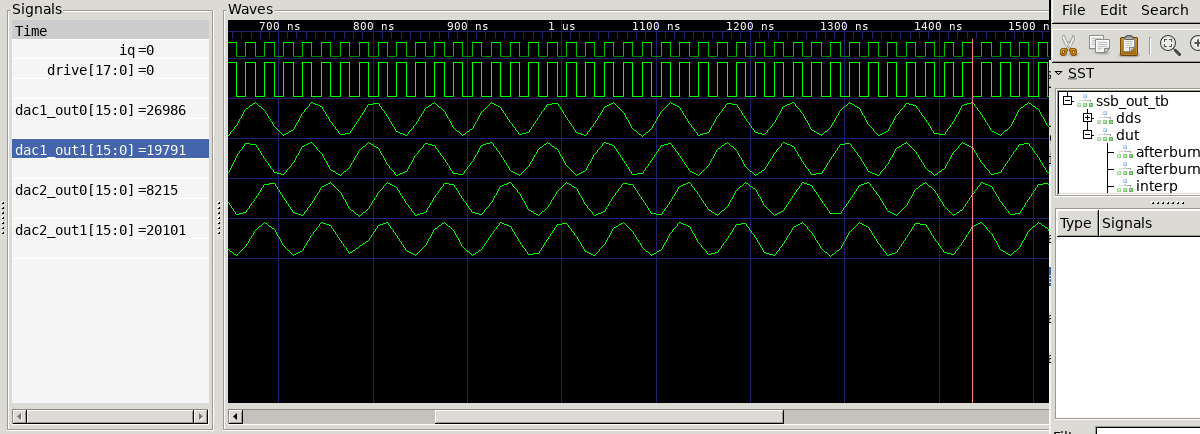 Signals
Time
iq=0
drive[17:0]=0
dac1_out0[15:0]=26986
dac1_out1[15:0]=19791
dac2_out0[15:0]=8215
dac2_out1[15:0]=20101
Waves
700 ns 800 ns 900 ns 1 us 1100 ns 1200 ns 1300 ns 1400 ns 1500 n
File Edit Search
SST
ssb_out_tb
dds
dut
afterburn
afterburn
interp
Type Signals